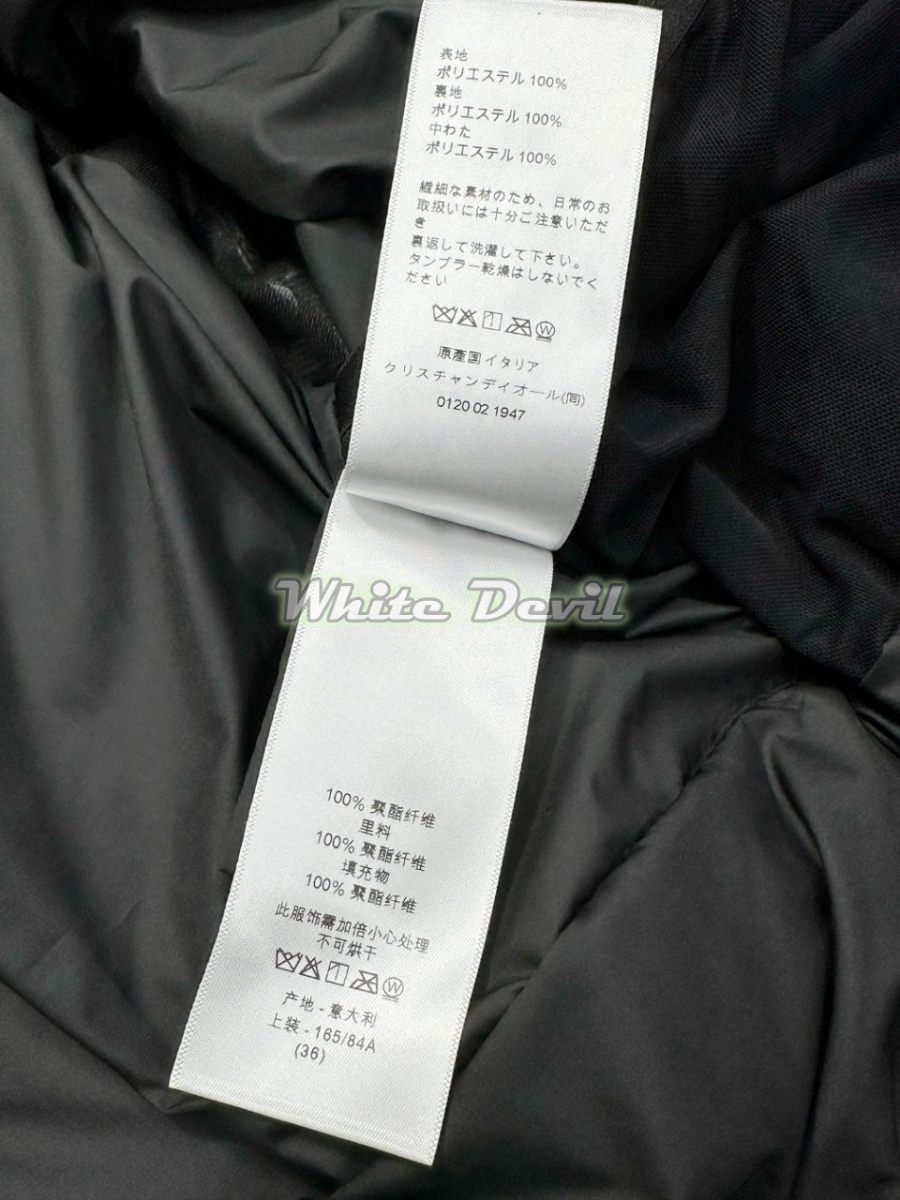 表地
ポリエステル 100%
裏地
ポリエステル 100%
中わた
ポリエステル 100%
繊細な素材のため、日常のお
取扱いには十分ご注意いただ
き
裏返して洗濯して下さい。
タンブラー乾燥はしないでく
ださい
原産国イタリア
クリスチャンディオール(同)
0120 02 1947
White Devil
100% 聚酯纤维
里料
100% 聚酯纤维
填充物
100% 聚酯纤维
此服饰需加倍小心处理
不可烘干
产地 - 意大利
上装 - 165/84A
(36)